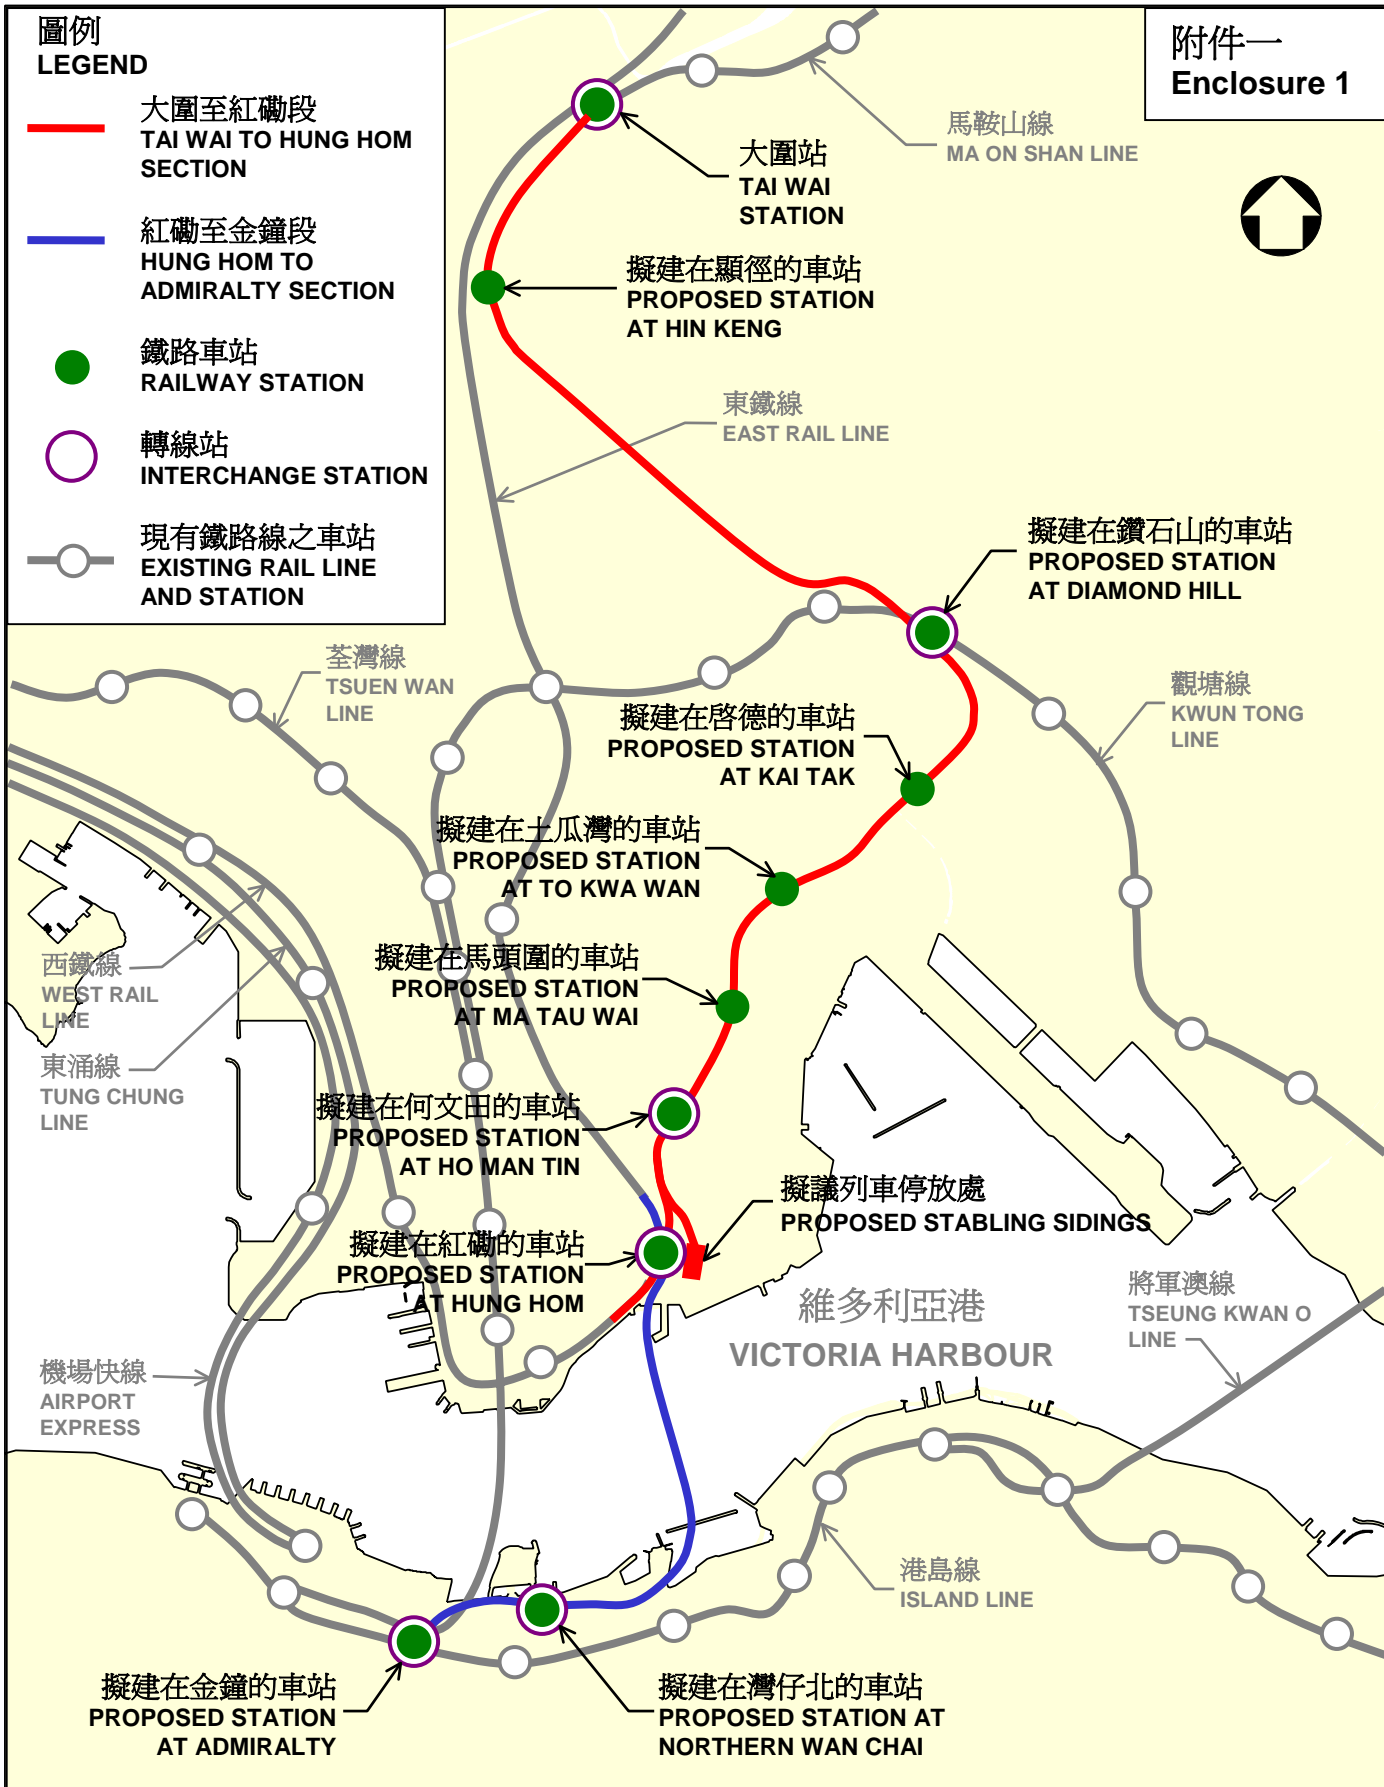 圖例
LEGEND
大圍至紅磡段
TAI WAI TO HUNG HOM
SECTION
紅磡至金鐘段
HUNG HOM TO
ADMIRALTY SECTION
鐵路車站
RAILWAY STATION
轉線站
INTERCHANGE STATION
現有鐵路線之車站
EXISTING RAIL LINE
AND STATION
附件一
Enclosure 1
馬鞍山線
MA ON SHAN LINE
大圍站
TAI WAI
STATION
擬建在顯徑的車站
PROPOSED STATION
AT HIN KENG
東鐵線
EAST RAIL LINE
擬建在鑽石山的車站
PROPOSED STATION
AT DIAMOND HILL
荃灣線
TSUEN WAN
LINE
觀塘線
KWUN TONG
LINE
擬建在啓德的車站
PROPOSED STATION
AT KAI TAK
擬建在土瓜灣的車站
PROPOSED STATION
AT TO KWA WAN
西鐵線
WEST RAIL
LINE
擬建在馬頭圍的車站
PROPOSED STATION
AT MA TAU WAI
東涌線
TUNG CHUNG
LINE
擬建在何文田的車站
PROPOSED STATION
AT HO MAN TIN
擬議列車停放處
PROPOSED STABLING SIDINGS
擬建在紅磡的車站
PROPOSED STATION
AT HUNG HOM
維多利亞港
VICTORIA HARBOUR
將軍澳線
TSEUNG KWAN O
LINE
機場快線
AIRPORT
EXPRESS
港島線
ISLAND LINE
擬建在金鐘的車站
PROPOSED STATION
AT ADMIRALTY
擬建在灣仔北的車站
PROPOSED STATION AT
NORTHERN WAN CHAI